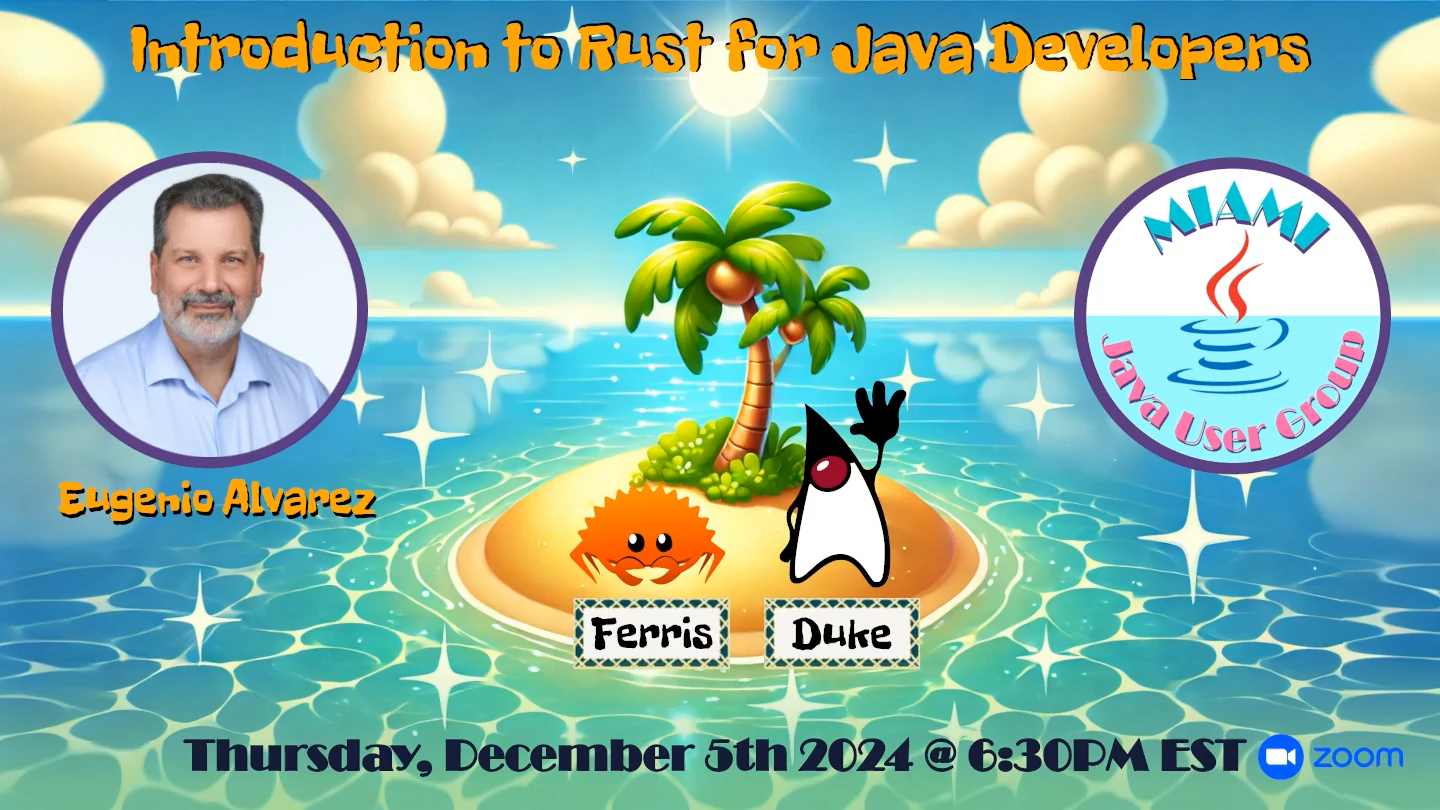 Introduction to Rust for Java Developers
MIAMI
Java User Group
Eugenio Alvarez
Ferris
Duke
Thursday, December 5th 2024 @ 6:30PM EST
zoom